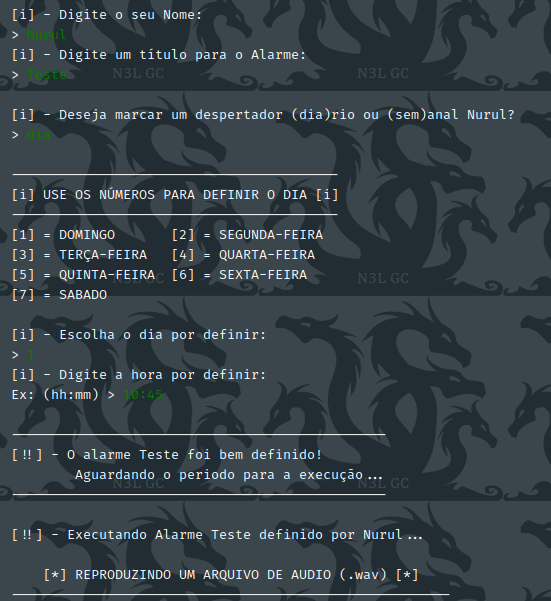 [i] - Digite o seu Nome:
> Nurul
[i] - Digite um titulo para o Alarme:
> Teste
N3L GC N3L GC
[i] - Deseja marcar um despertador (dia)rio ou (sem)anal Nurul?
> dia
[i] USE OS NÚMEROS PARA DEFINIR O DIA [i]
[1] = DOMINGO [2] = SEGUNDA-FEIRA
[3] = TERÇA-FEIRA [4] = QUARTA-FEIRA
[5] = QUINTA-FEIRA [6] = SEXTA-FEIRA
N3L GC
[7] = SABADO
[i] - Escolha o dia por definir:
> 1
[i] - Digite a hora por definir:
Ex: (hh:mm) > 10:45
[!!] - O alarme Teste foi bem definido!
Aguardando o periodo para a execução...
N3L GC N3L GC
[!!] - Executando Alarme Teste definido por Nurul...
[*] REPRODUZINDO UM ARQUIVO DE AUDIO (.wav) [*]